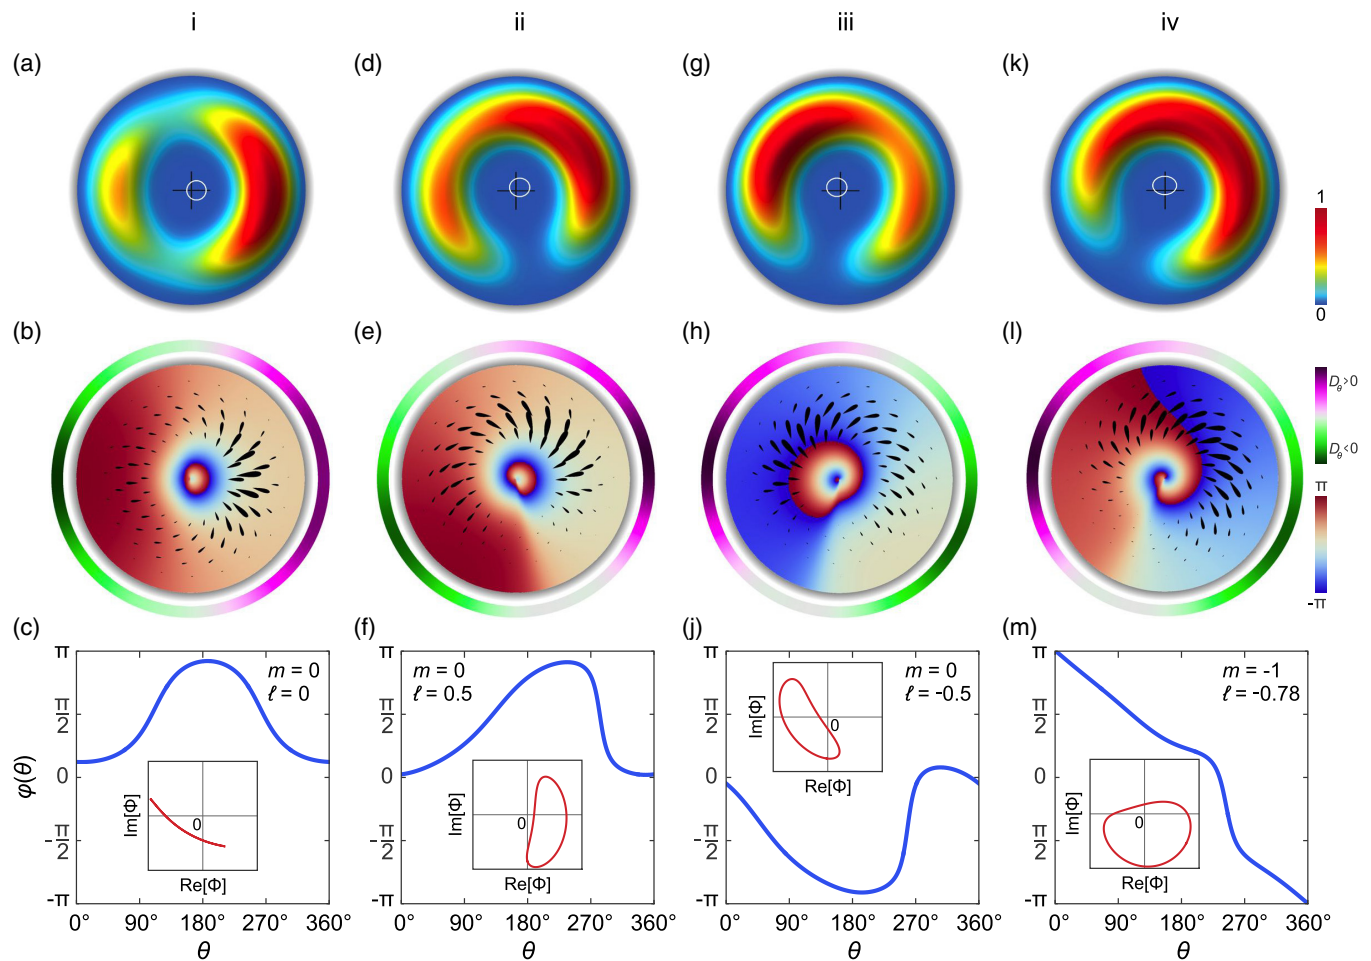 i ii iii iv
(a) (d) (g) (k)
1
0
(b) (e) (h) (l)
D_θ>0
D_θ<0
π
-π
(c) (f) (j) (m)
φ(θ)
π
π/2
0
-π/2
-π
m = 0
ℓ = 0
Im[Φ]
0
Re[Φ]
0° 90° 180° 270° 360°
θ
π
π/2
0
-π/2
-π
m = 0
ℓ = 0.5
Im[Φ]
0
Re[Φ]
0° 90° 180° 270° 360°
θ
π
π/2
0
-π/2
-π
m = 0
ℓ = -0.5
Im[Φ]
0
Re[Φ]
0° 90° 180° 270° 360°
θ
π
π/2
0
-π/2
-π
m = -1
ℓ = -0.78
Im[Φ]
0
Re[Φ]
0° 90° 180° 270° 360°
θ